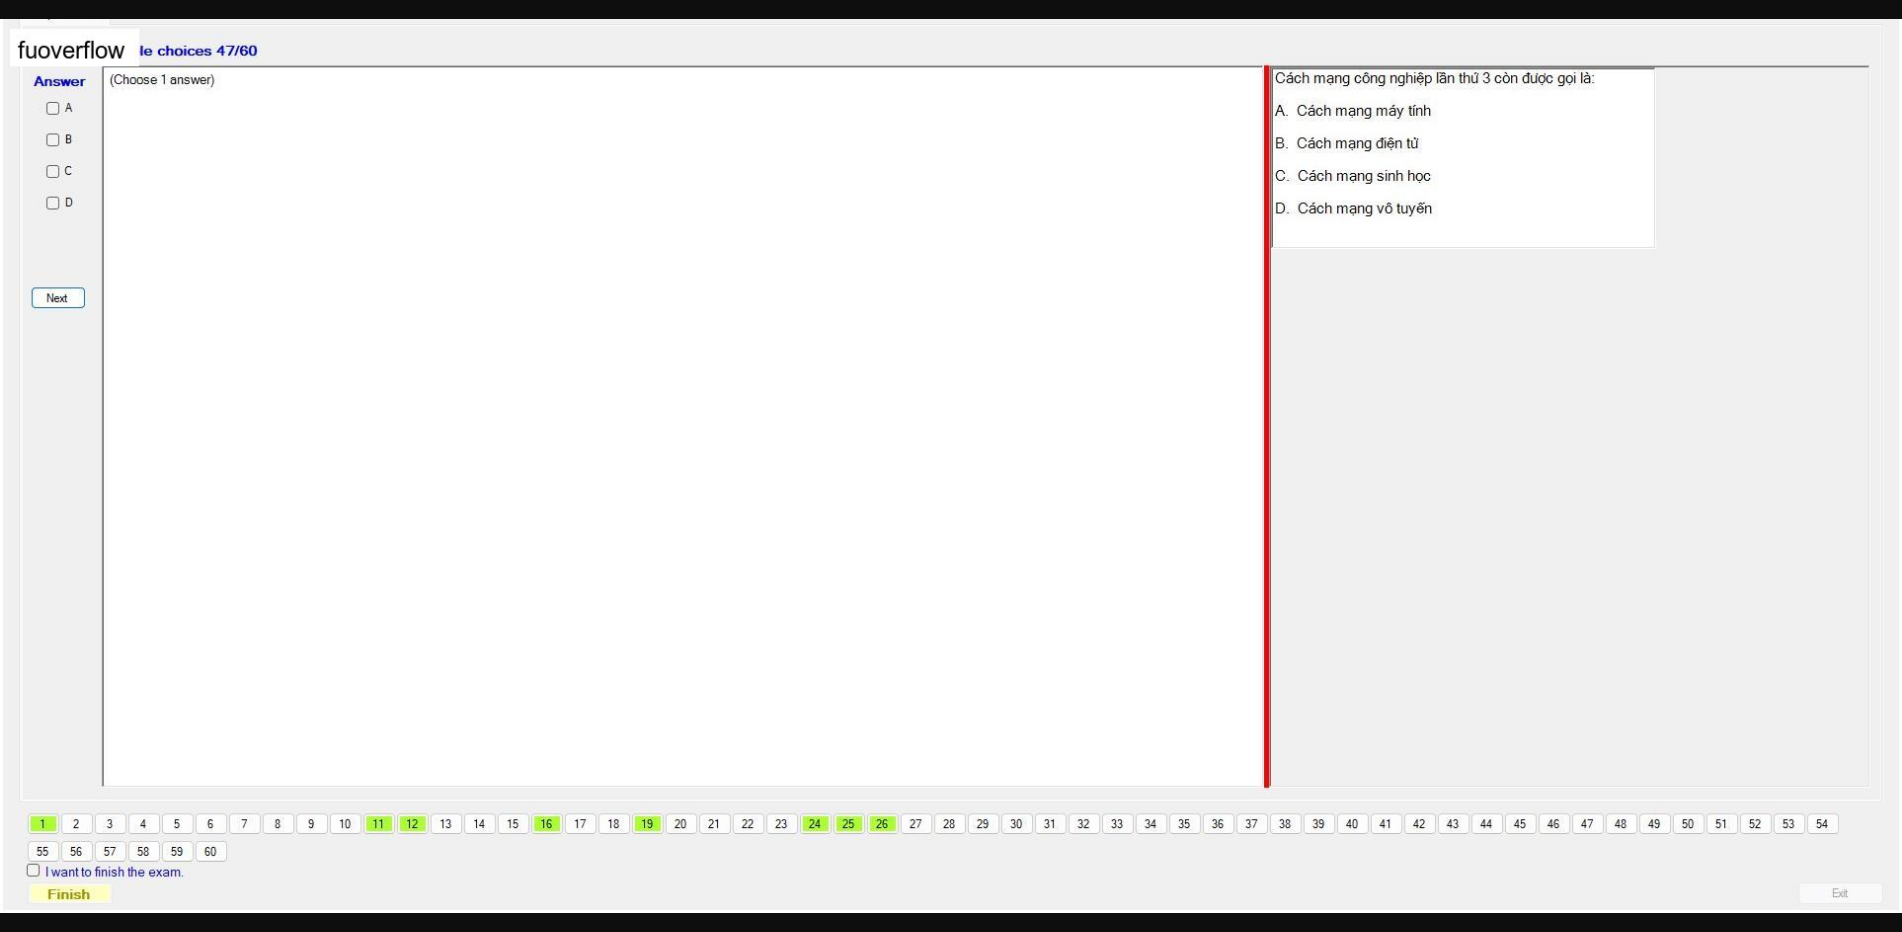 fuoverflow
le choices 47/60
Answer
(Choose 1 answer)
A
B
C
D
Next
Cách mạng công nghiệp lần thứ 3 còn được gọi là:
A. Cách mạng máy tính
B. Cách mạng điện tử
C. Cách mạng sinh học
D. Cách mạng vô tuyến
1 2 3 4 5 6 7 8 9 10 11 12 13 14 15 16 17 18 19 20 21 22 23 24 25 26 27 28 29 30 31 32 33 34 35 36 37 38 39 40 41 42 43 44 45 46 47 48 49 50 51 52 53 54
55 56 57 58 59 60
I want to finish the exam.
Finish
Exit